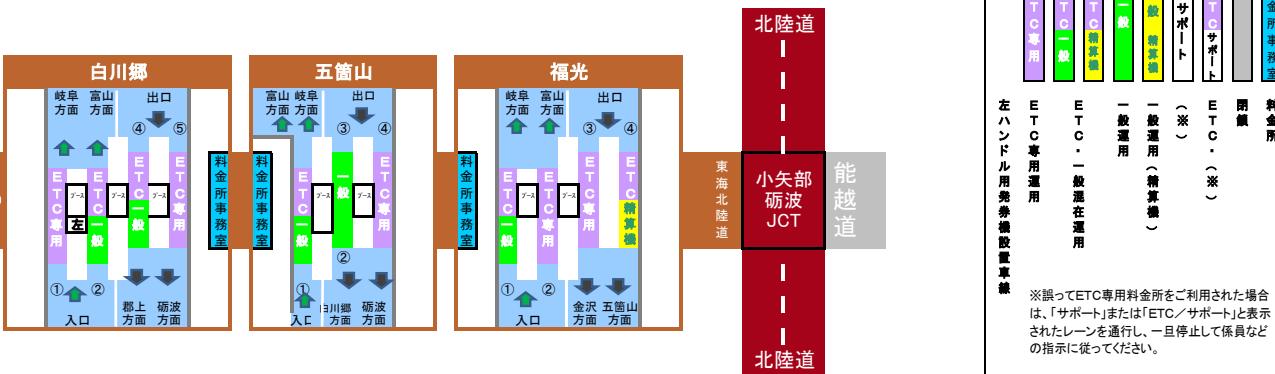 白川郷
岐阜方面
富山方面
出口
④
⑤
ETC専用
ブース
左
ETC一般
ブース
ETC一般
ブース
ETC専用
①
②
入口
郡上方面
砺波方面
料金所事務室
五箇山
富山方面
岐阜方面
出口
③
④
料金所事務室
ETC一般
ブース
一般
ブース
ETC専用
②
①
入口
白川郷方面
砺波方面
福光
岐阜方面
富山方面
出口
③
④
料金所事務室
ETC一般
ブース
ETC専用
ブース
ETC専用
ETC精算機
①
②
入口
金沢方面
五箇山方面
東海北陸道
北陸道
小矢部
砺波
JCT
北陸道
能越道
TC専用
TC一般
TC精算機
一般
般 精算機
サポート
TCサポート
金所事務室
左ハンドル用発券機設置車線
ETC専用運用
ETC・一般混在運用
一般運用
一般運用(精算機)
(※)
ETC・(※)
閉鎖
料金所
※誤ってETC専用料金所をご利用された場合
は、「サポート」または「ETC/サポート」と表示
されたレーンを通行し、一旦停止して係員など
の指示に従ってください。